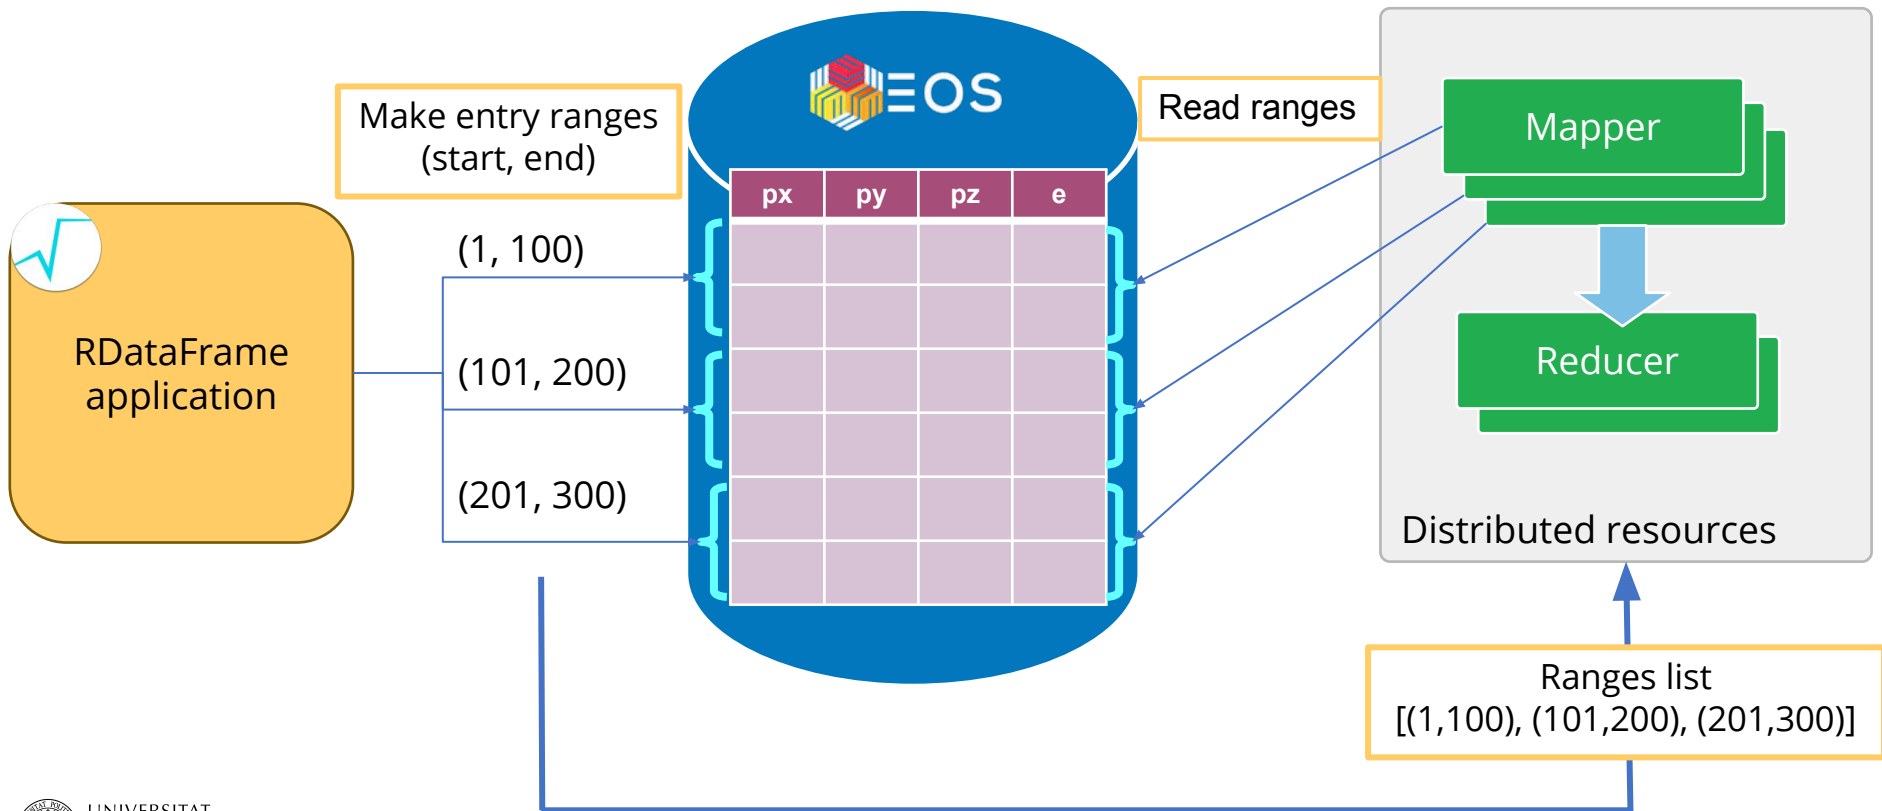 Make entry ranges
(start, end)
EOS
Read ranges
Mapper
px py pz e
(1, 100)
RDataFrame
application
(101, 200)
Reducer
(201, 300)
Distributed resources
Ranges list
[(1,100), (101,200), (201,300)]
UNIVERSITAT